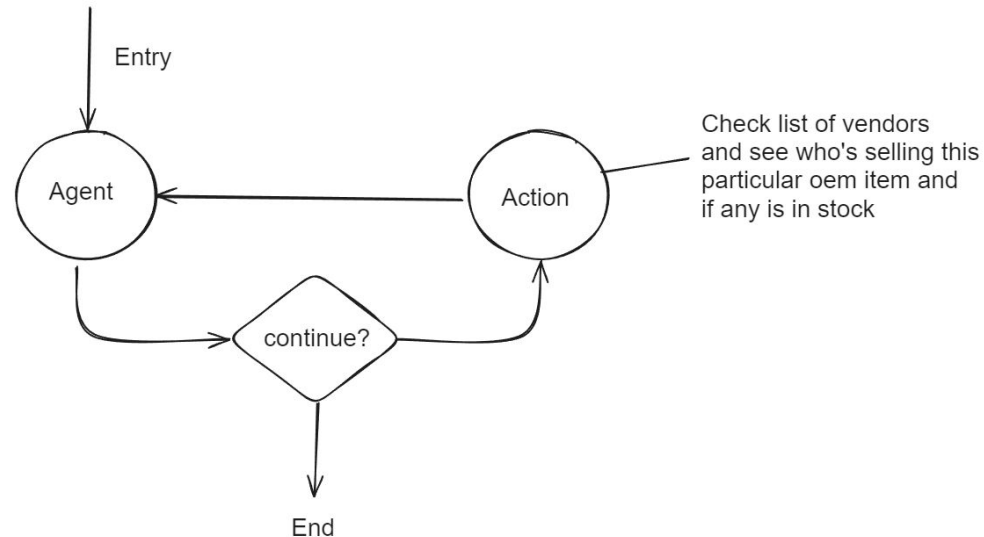 Entry
Agent
Action
Check list of vendors
and see who's selling this
particular oem item and
if any is in stock
continue?
End